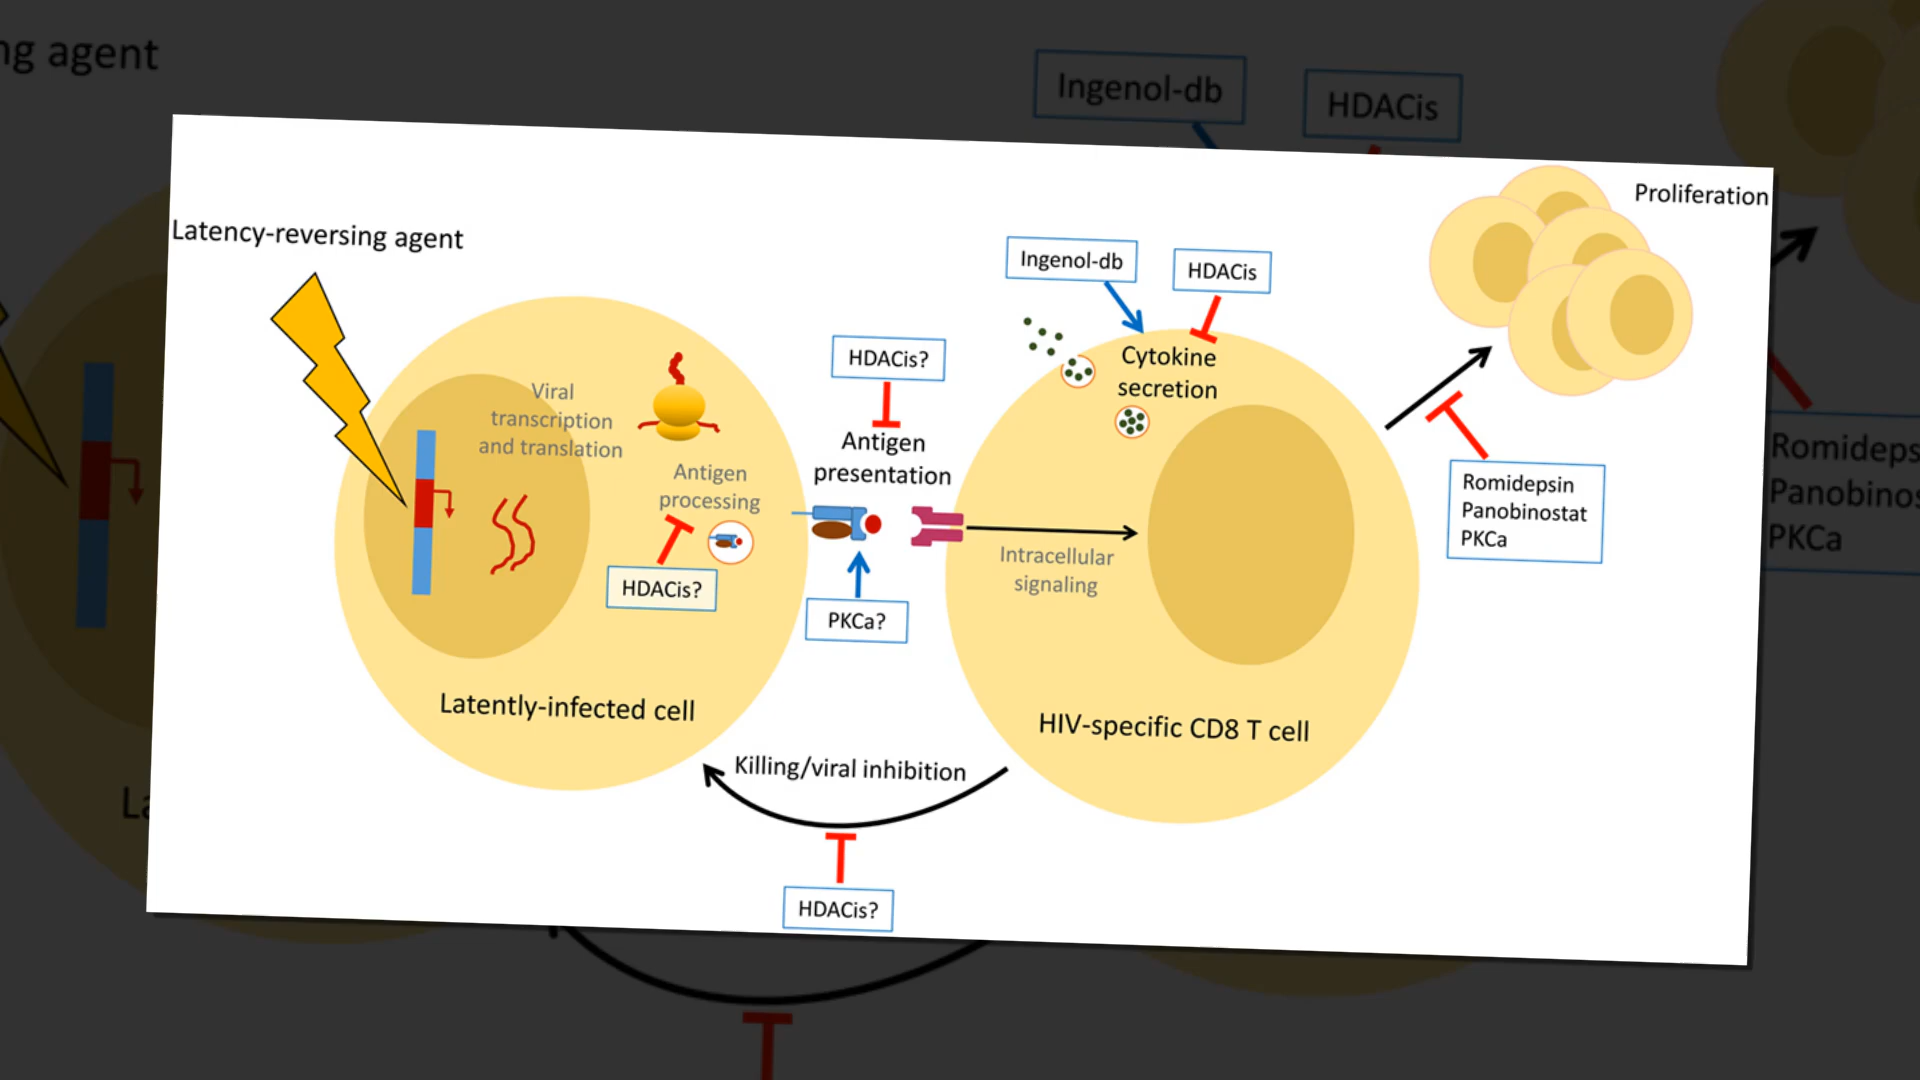 ng agent
Ingenol-db
HDACis
Proliferation
Latency-reversing agent
Ingenol-db
HDACis
HDACis?
Cytokine
secretion
Viral
transcription
and translation
Antigen
presentation
Antigen
processing
Romidepsin
Panobinostat
PKCa
Romideps
Panobinos
PKCa
Intracellular
signaling
HDACis?
PKCa?
Latently-infected cell
HIV-specific CD8 T cell
Killing/viral inhibition
La
HDACis?